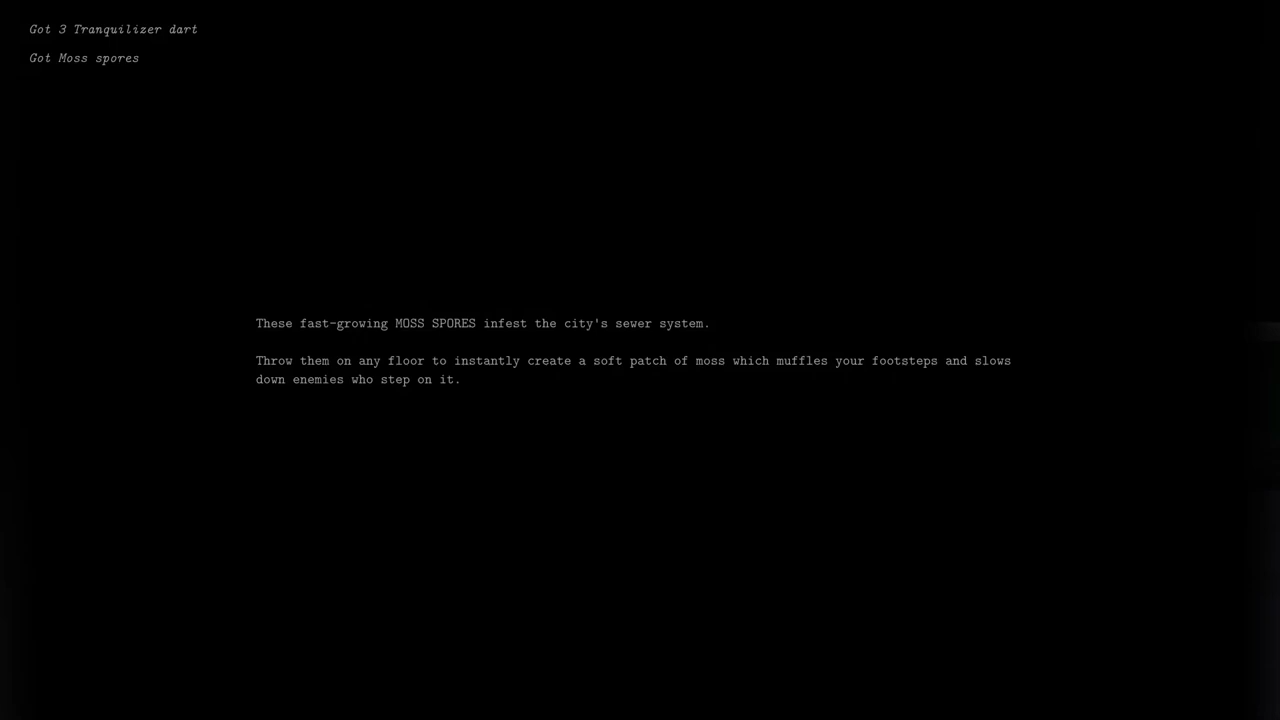 Got 3 Tranquilizer dart
Got Moss spores
These fast-growing MOSS SPORES infest the city's sewer system.
Throw them on any floor to instantly create a soft patch of moss which muffles your footsteps and slows
down enemies who step on it.